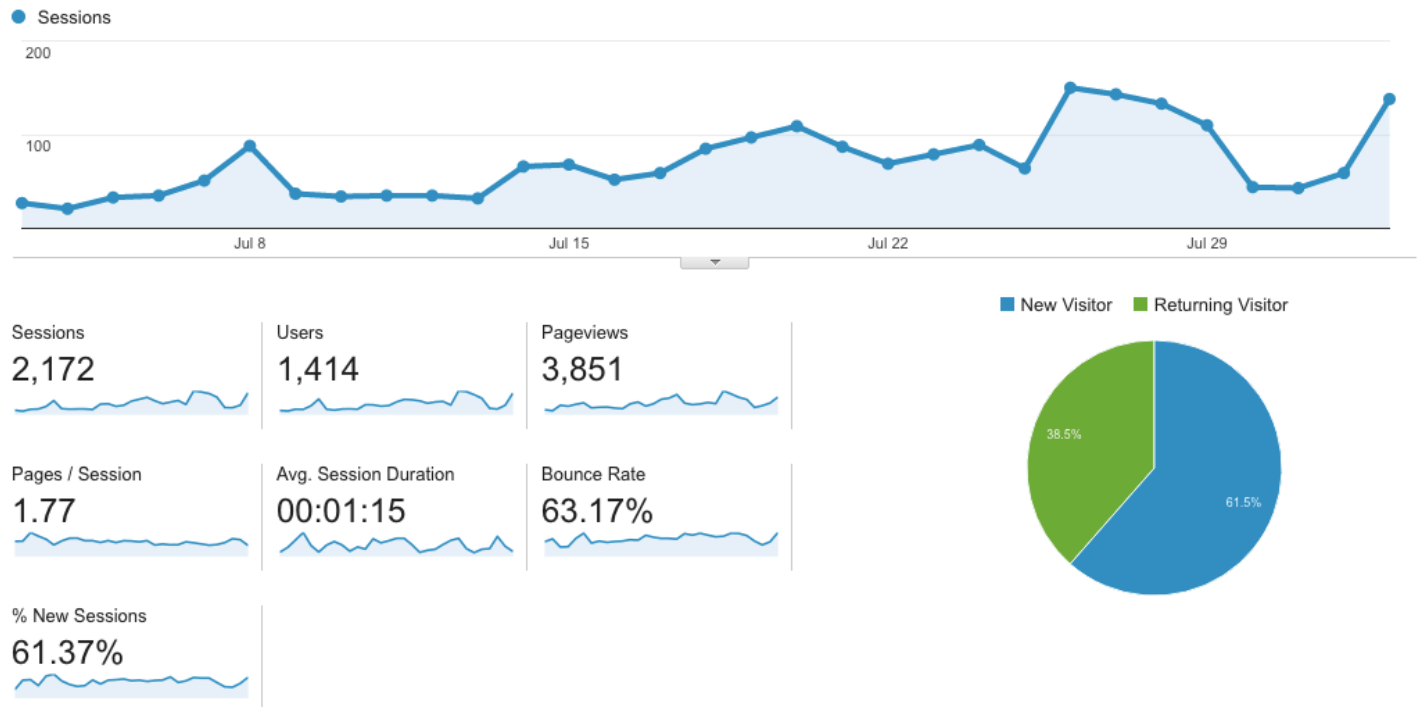 Sessions
200
100
Jul 8 Jul 15 Jul 22 Jul 29
New Visitor Returning Visitor
Sessions Users Pageviews
2,172 1,414 3,851
38.5%
Pages / Session Avg. Session Duration Bounce Rate
1.77 00:01:15 63.17%
61.5%
% New Sessions
61.37%